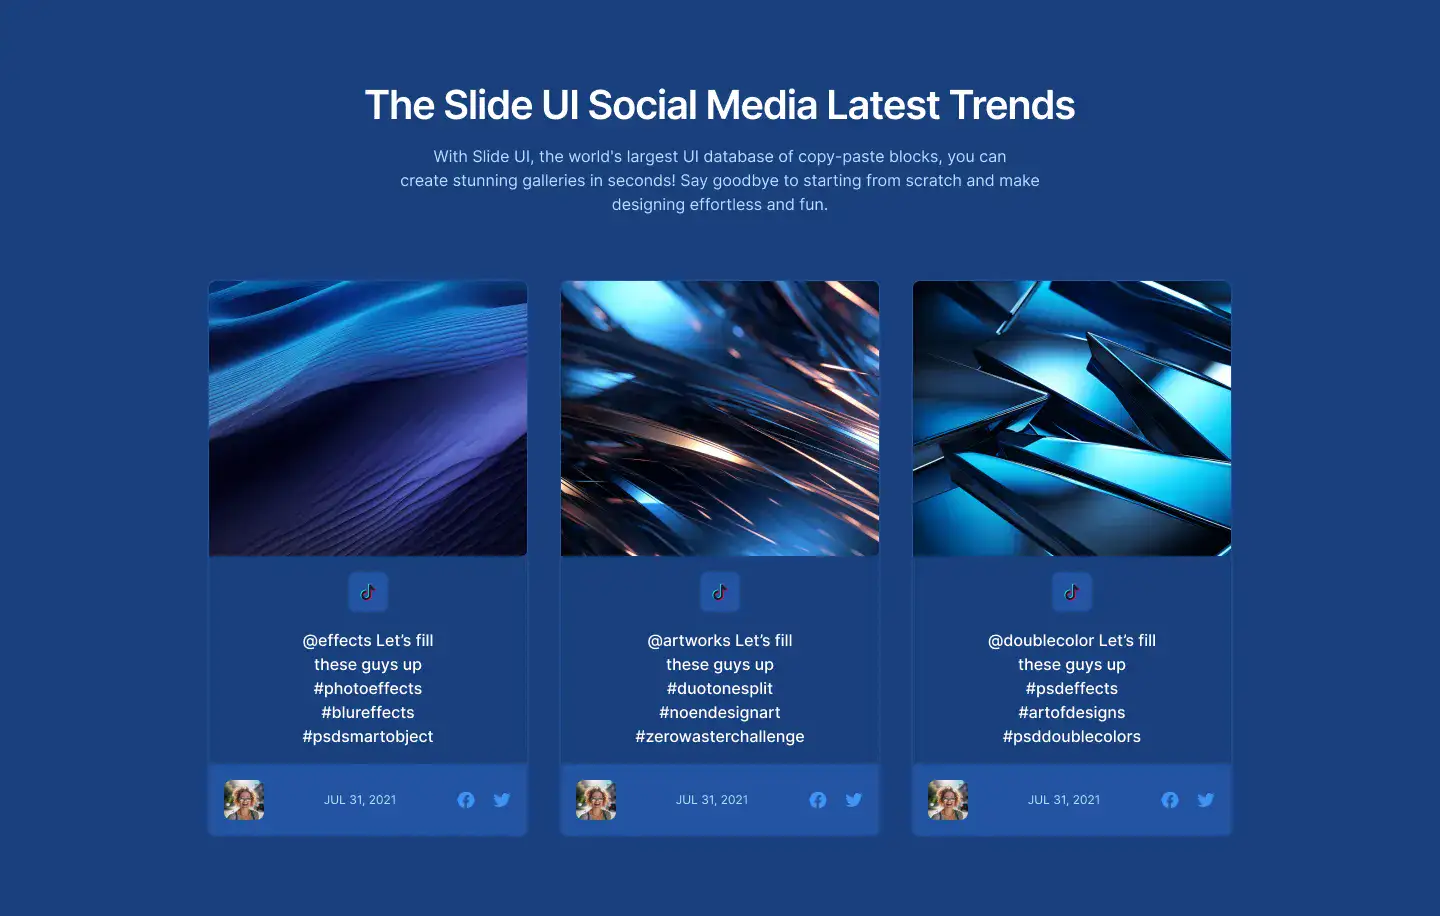 The Slide UI Social Media Latest Trends
With Slide UI, the world's largest UI database of copy-paste blocks, you can
create stunning galleries in seconds! Say goodbye to starting from scratch and make
designing effortless and fun.
@effects Let’s fill
these guys up
#photoeffects
#blureffects
#psdsmartobject
JUL 31, 2021
@artworks Let’s fill
these guys up
#duotonesplit
#noendesignart
#zerowasterchallenge
JUL 31, 2021
@doublecolor Let’s fill
these guys up
#psdeffects
#artofdesigns
#psddoublecolors
JUL 31, 2021